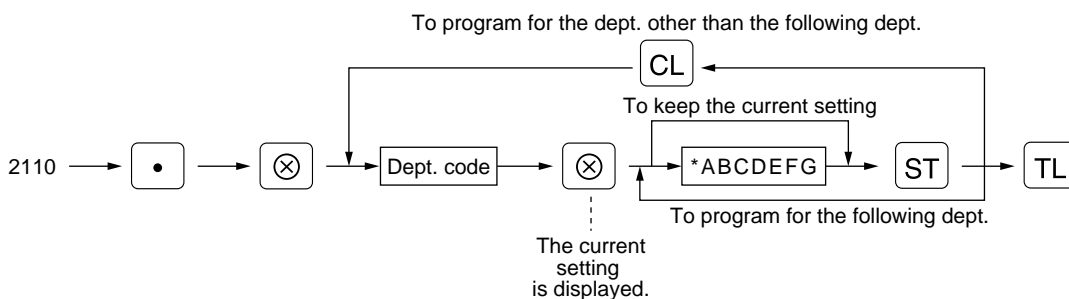 To program for the dept. other than the following dept.
CL
To keep the current setting
2110 • ⊗ Dept. code ⊗ *ABCDEFG ST TL
To program for the following dept.
The current
setting
is displayed.